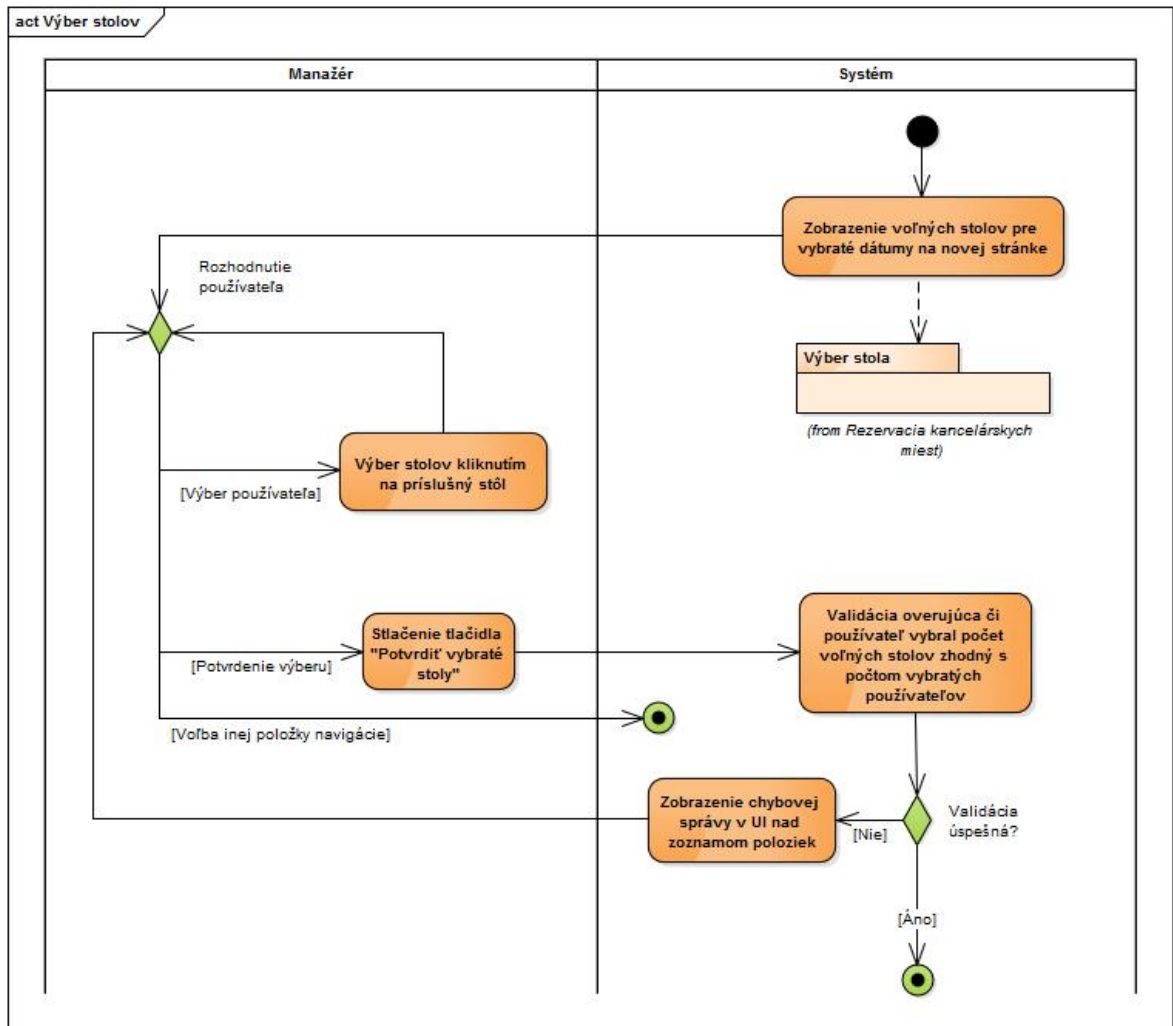 act Výber stolov
Manažér
Systém
Zobrazenie voľných stolov pre
vybraté dátumy na novej stránke
Rozhodnutie
používateľa
Výber stola
(from Rezervacia kancelárskych
miest)
Výber stolov kliknutím
na príslušný stôl
[Výber používateľa]
Stlačenie tlačidla
"Potvrdiť vybraté
stoly"
[Potvrdenie výberu]
Validácia overujúca či
používateľ vybral počet
voľných stolov zhodný s
počtom vybratých
používateľov
[Voľba inej položky navigácie]
Zobrazenie chybovej
správy v UI nad
zoznamom poloziek
[Nie]
Validácia
úspešná?
[Áno]